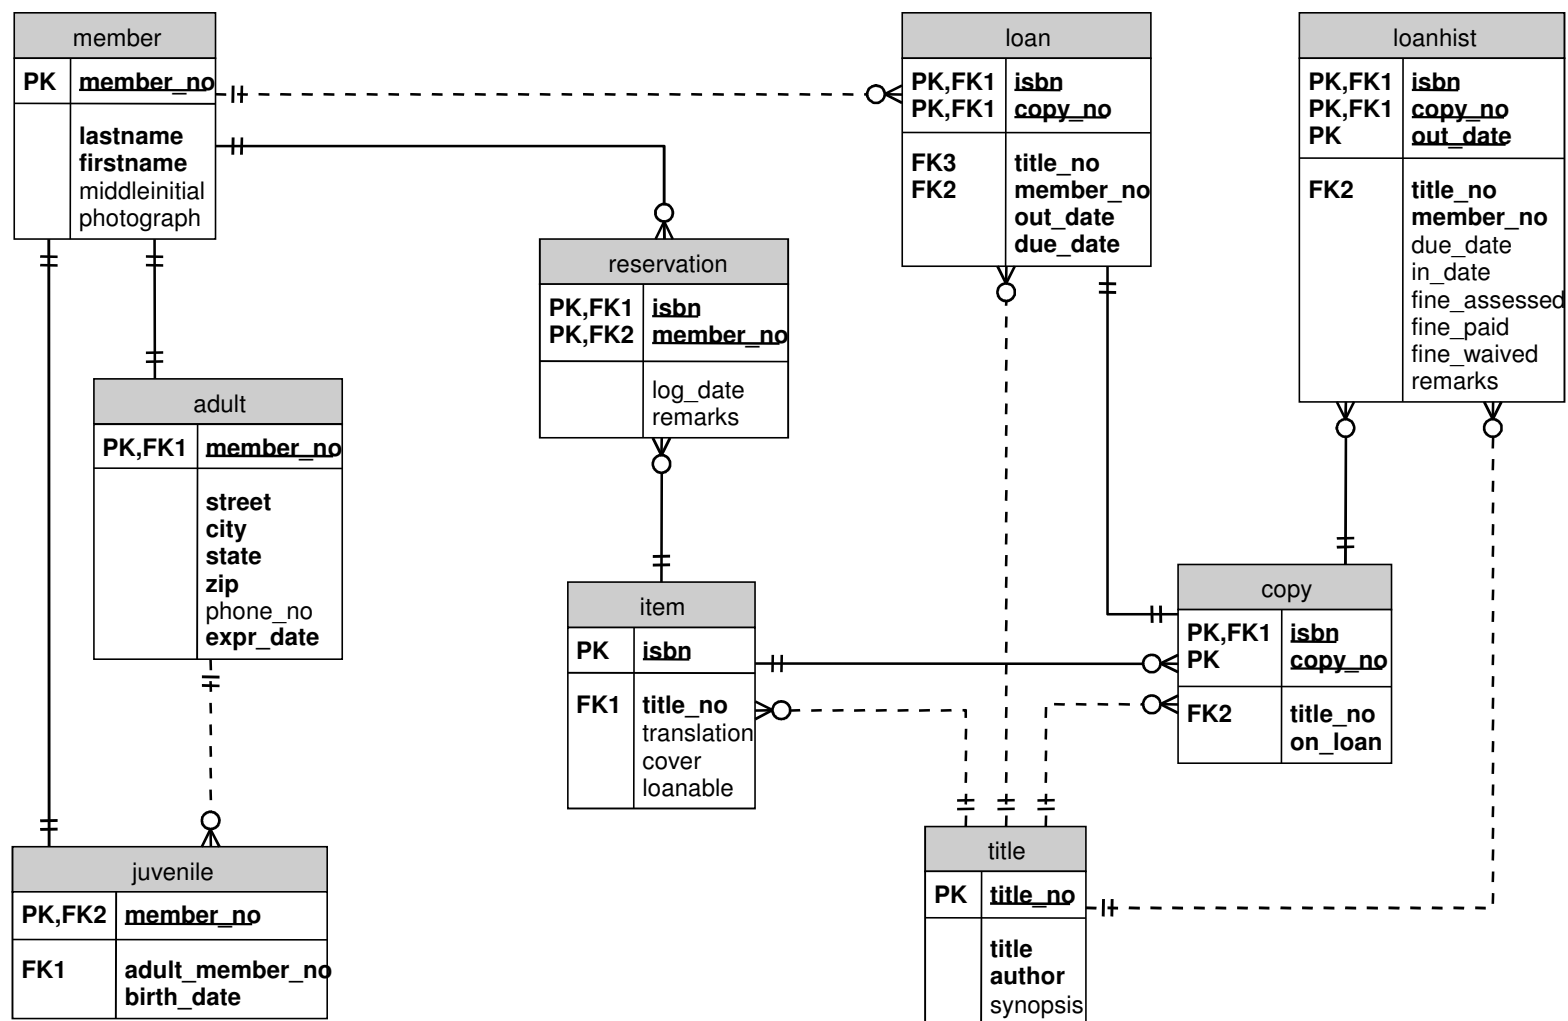 member
PK member_no
lastname
firstname
middleinitial
photograph
loan
PK,FK1 isbn
PK,FK1 copy_no
FK3 title_no
FK2 member_no
out_date
due_date
loanhist
PK,FK1 isbn
PK,FK1 copy_no
PK out_date
FK2 title_no
member_no
due_date
in_date
fine_assessed
fine_paid
fine_waived
remarks
reservation
PK,FK1 isbn
PK,FK2 member_no
log_date
remarks
adult
PK,FK1 member_no
street
city
state
zip
phone_no
expr_date
item
PK isbn
FK1 title_no
translation
cover
loanable
copy
PK,FK1 isbn
PK copy_no
FK2 title_no
on_loan
juvenile
PK,FK2 member_no
FK1 adult_member_no
birth_date
title
PK title_no
title
author
synopsis